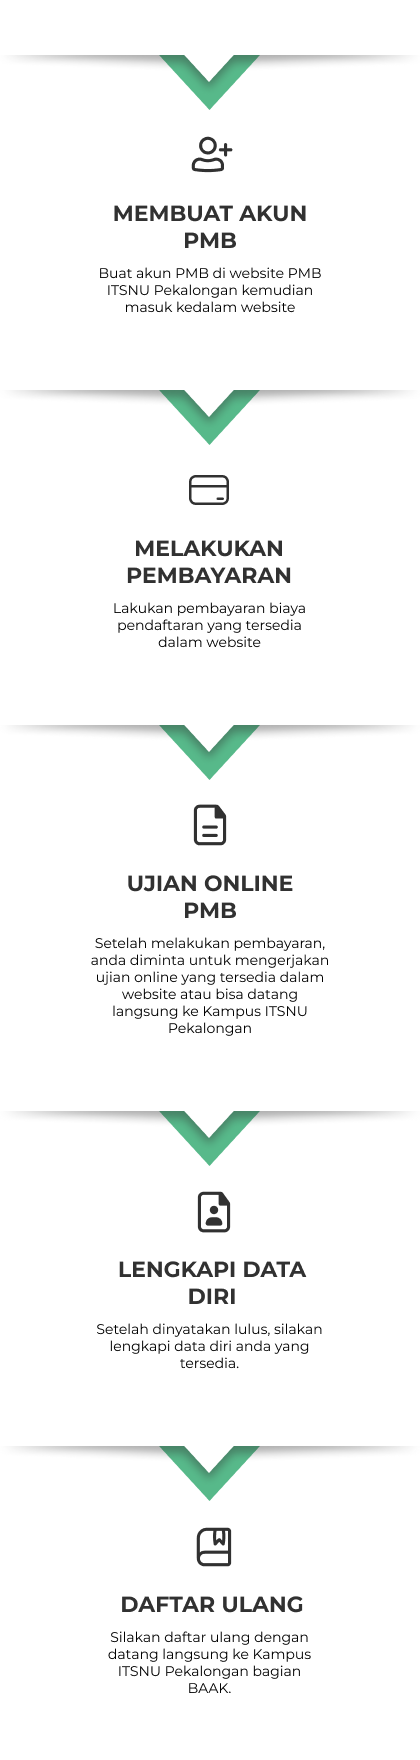 MEMBUAT AKUN
PMB
Buat akun PMB di website PMB
ITSNU Pekalongan kemudian
masuk kedalam website
MELAKUKAN
PEMBAYARAN
Lakukan pembayaran biaya
pendaftaran yang tersedia
dalam website
UJIAN ONLINE
PMB
Setelah melakukan pembayaran,
anda diminta untuk mengerjakan
ujian online yang tersedia dalam
website atau bisa datang
langsung ke Kampus ITSNU
Pekalongan
LENGKAPI DATA
DIRI
Setelah dinyatakan lulus, silakan
lengkapi data diri anda yang
tersedia.
DAFTAR ULANG
Silakan daftar ulang dengan
datang langsung ke Kampus
ITSNU Pekalongan bagian
BAAK.